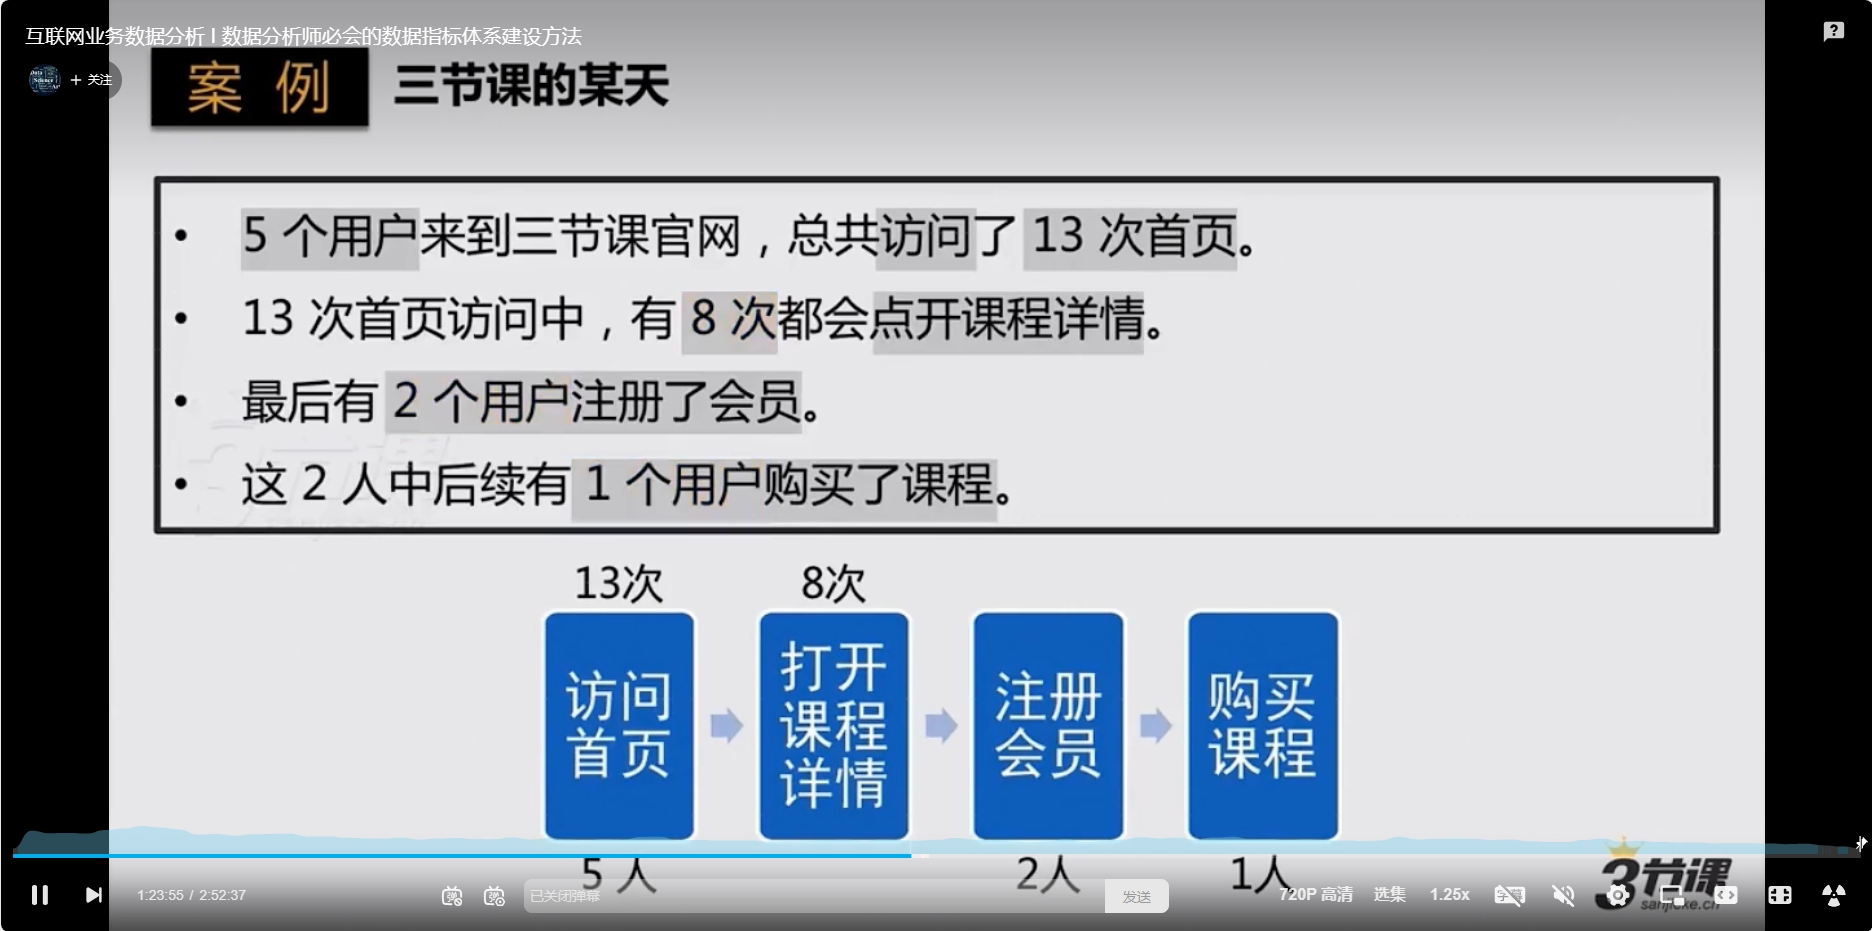 互联网业务数据分析 | 数据分析师必会的数据指标体系建设方法
+ 关注
案 例 三节课的某天
• 5 个用户来到三节课官网，总共访问了 13 次首页。
• 13 次首页访问中，有 8 次都会点开课程详情。
• 最后有 2 个用户注册了会员。
• 这 2 人中后续有 1 个用户购买了课程。
13次 8次
访问
首页
打开
课程
详情
注册
会员
购买
课程
5 人 2人 1人
1:23:55 / 2:52:37
已关闭弹幕
发送
720P 高清
选集
1.25x
3节课
sanjieke.cn